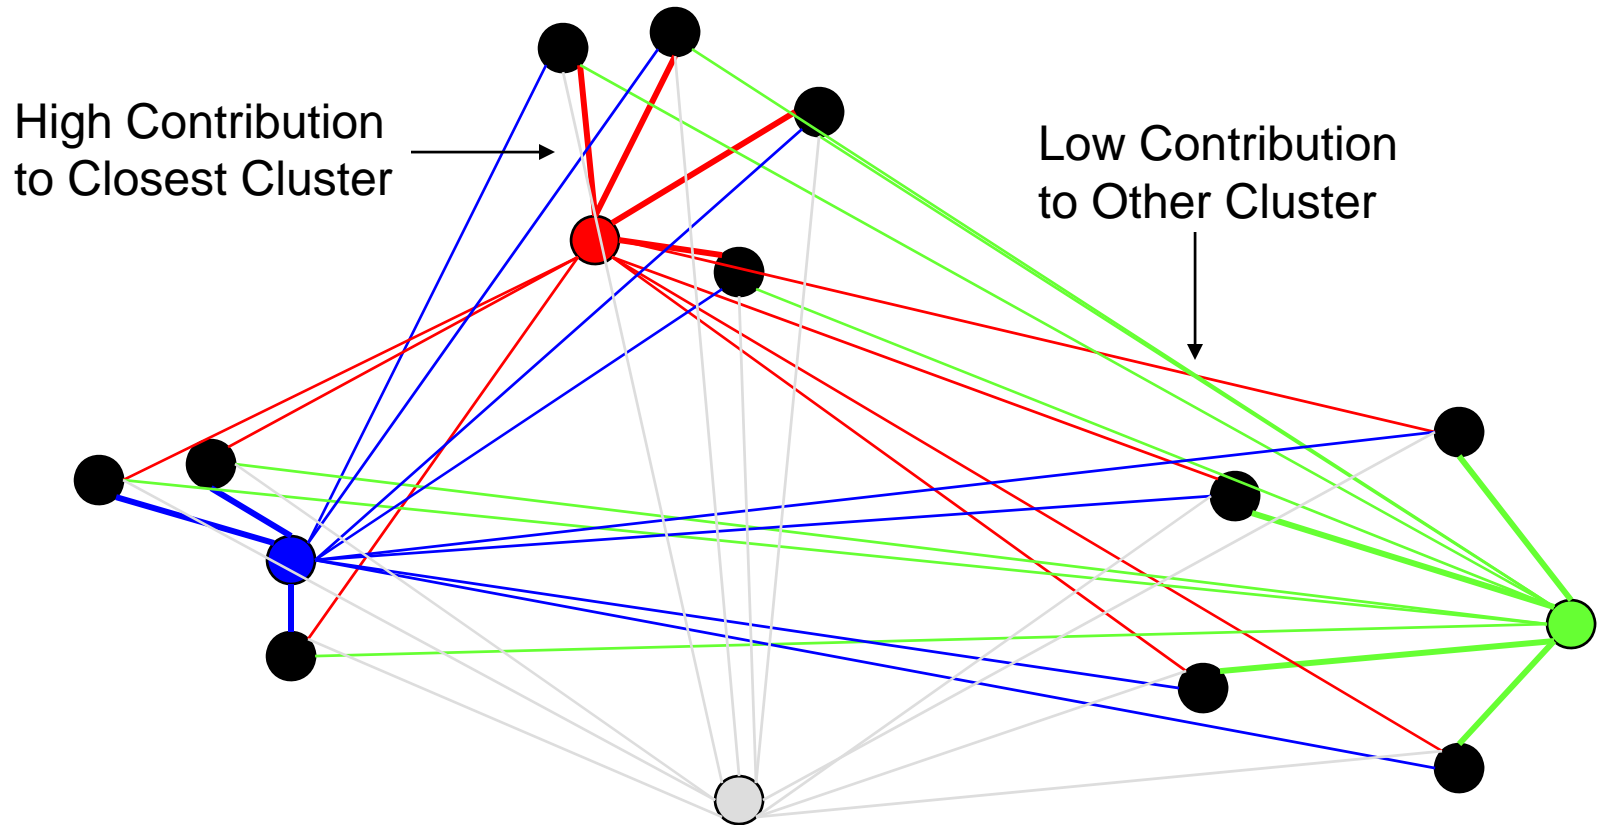 High Contribution
to Closest Cluster
Low Contribution
to Other Cluster